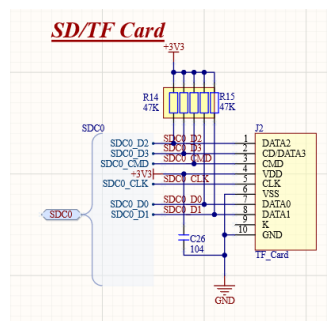 SD/TF Card
+3V3
R14
47K
R15
47K
SDC0
J2
SDC0_D2 SDC0_D2 1 DATA2
SDC0_D3 SDC0_D3 2 CD/DATA3
SDC0_CMD SDC0_CMD 3 CMD
+3V3 4 VDD
SDC0_CLK SDC0_CLK 5 CLK
6 VSS
SDC0_D0 SDC0_D0 7 DATA0
SDC0_D1 SDC0_D1 8 DATA1
9 K
10 GND
SDC0
C26
104
TF_Card
GND